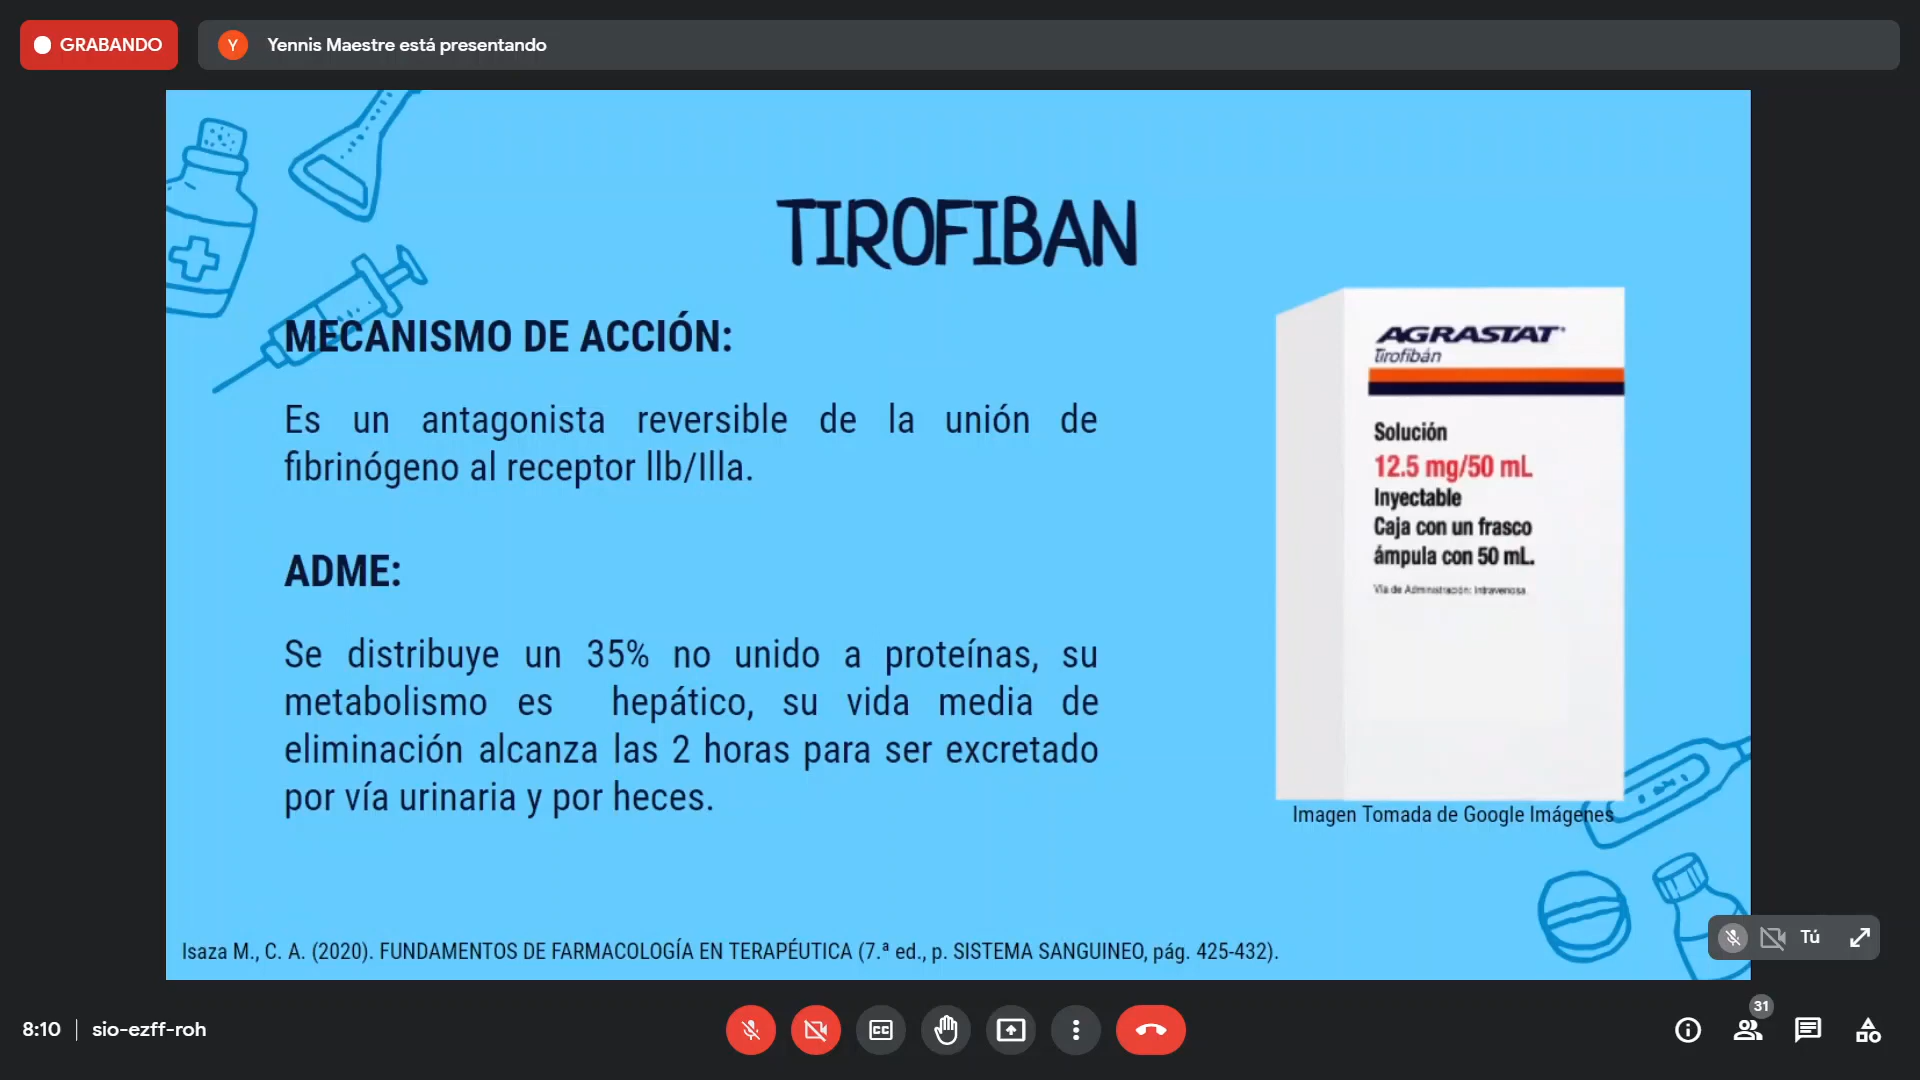 GRABANDO
Y
Yennis Maestre está presentando
TIROFIBAN
MECANISMO DE ACCIÓN:
Es un antagonista reversible de la unión de
fibrinógeno al receptor llb/Illa.
ADME:
Se distribuye un 35% no unido a proteínas, su
metabolismo es hepático, su vida media de
eliminación alcanza las 2 horas para ser excretado
por vía urinaria y por heces.
AGRASTAT
Tirofibán
Solución
12.5 mg/50 mL
Inyectable
Caja con un frasco
ámpula con 50 mL.
Vía de Administración: Intravenosa.
Imagen Tomada de Google Imágenes
Isaza M., C. A. (2020). FUNDAMENTOS DE FARMACOLOGÍA EN TERAPÉUTICA (7.ª ed., p. SISTEMA SANGUINEO, pág. 425-432).
Tú
8:10 | sio-ezff-roh
CC
31